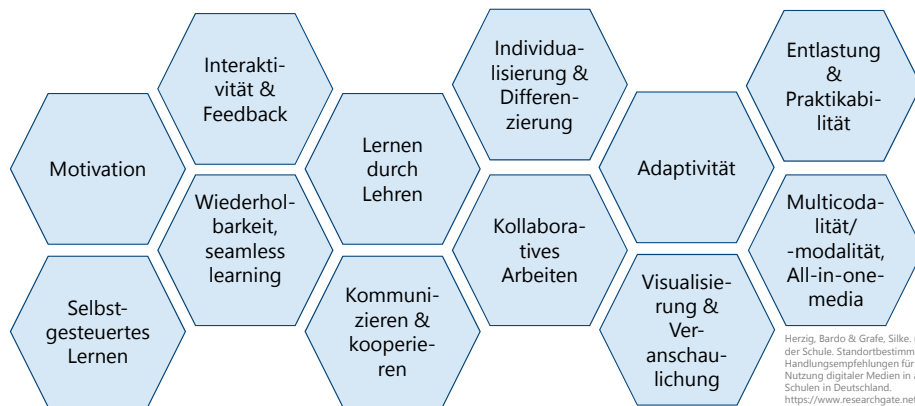 Motivation
Selbst-
gesteuertes
Lernen
Interakti-
vität &
Feedback
Wiederhol-
barkeit,
seamless
learning
Lernen
durch
Lehren
Kommuni-
zieren &
kooperie-
ren
Individua-
lisierung &
Differen-
zierung
Kollabora-
tives
Arbeiten
Adaptivität
Visualisie-
rung &
Ver-
anschau-
lichung
Entlastung
&
Praktikabi-
lität
Multicoda-
lität/
-modalität,
All-in-one-
media
Herzig, Bardo & Grafe, Silke.
der Schule. Standortbestimm
Handlungsempfehlungen für
Nutzung digitaler Medien in
Schulen in Deutschland.
https://www.researchgate.net